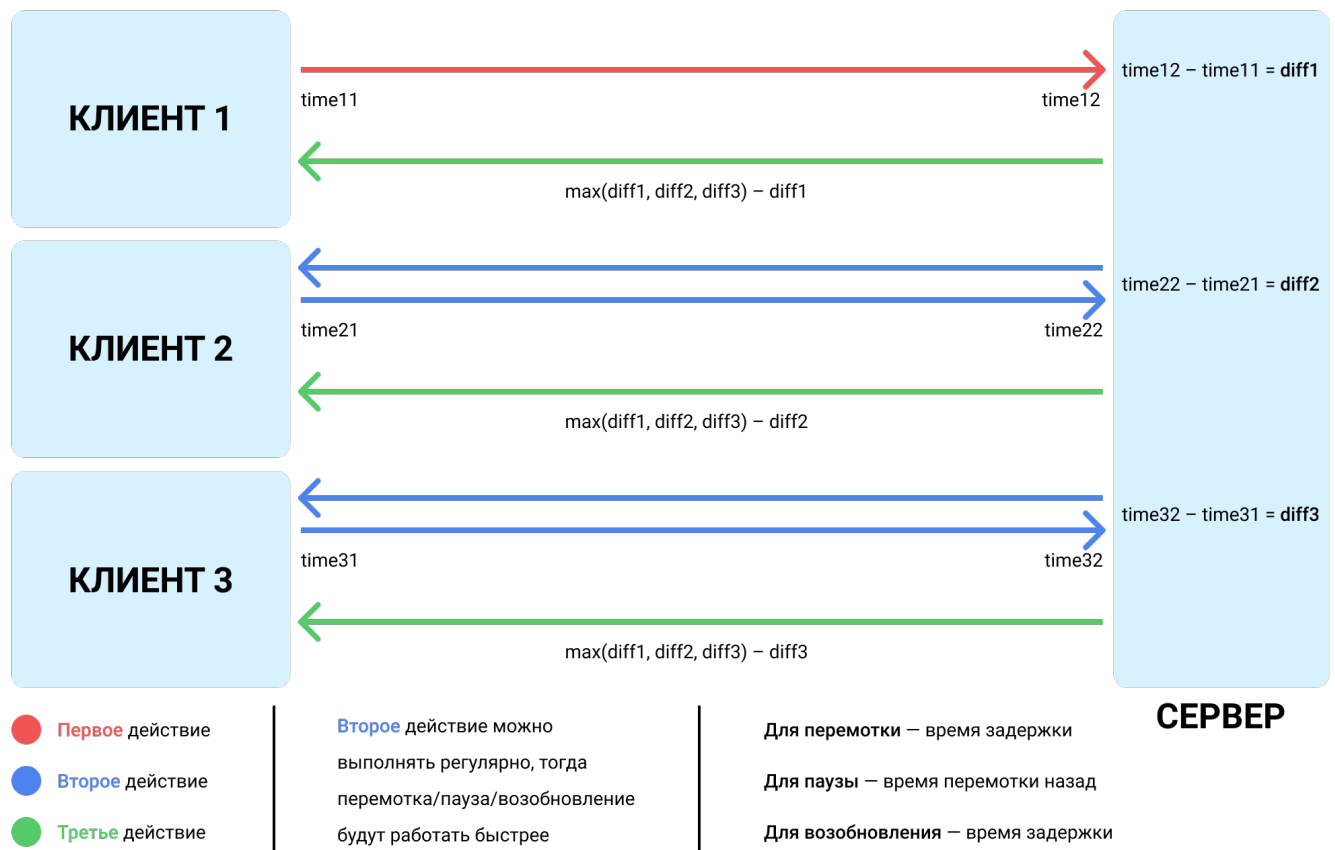 КЛИЕНТ 1
time11
time12
time12 – time11 = diff1
max(diff1, diff2, diff3) – diff1
КЛИЕНТ 2
time21
time22
time22 – time21 = diff2
max(diff1, diff2, diff3) – diff2
КЛИЕНТ 3
time31
time32
time32 – time31 = diff3
max(diff1, diff2, diff3) – diff3
СЕРВЕР
Первое действие
Второе действие
Третье действие
Второе действие можно
выполнять регулярно, тогда
перемотка/пауза/возобновление
будут работать быстрее
Для перемотки — время задержки
Для паузы — время перемотки назад
Для возобновления — время задержки